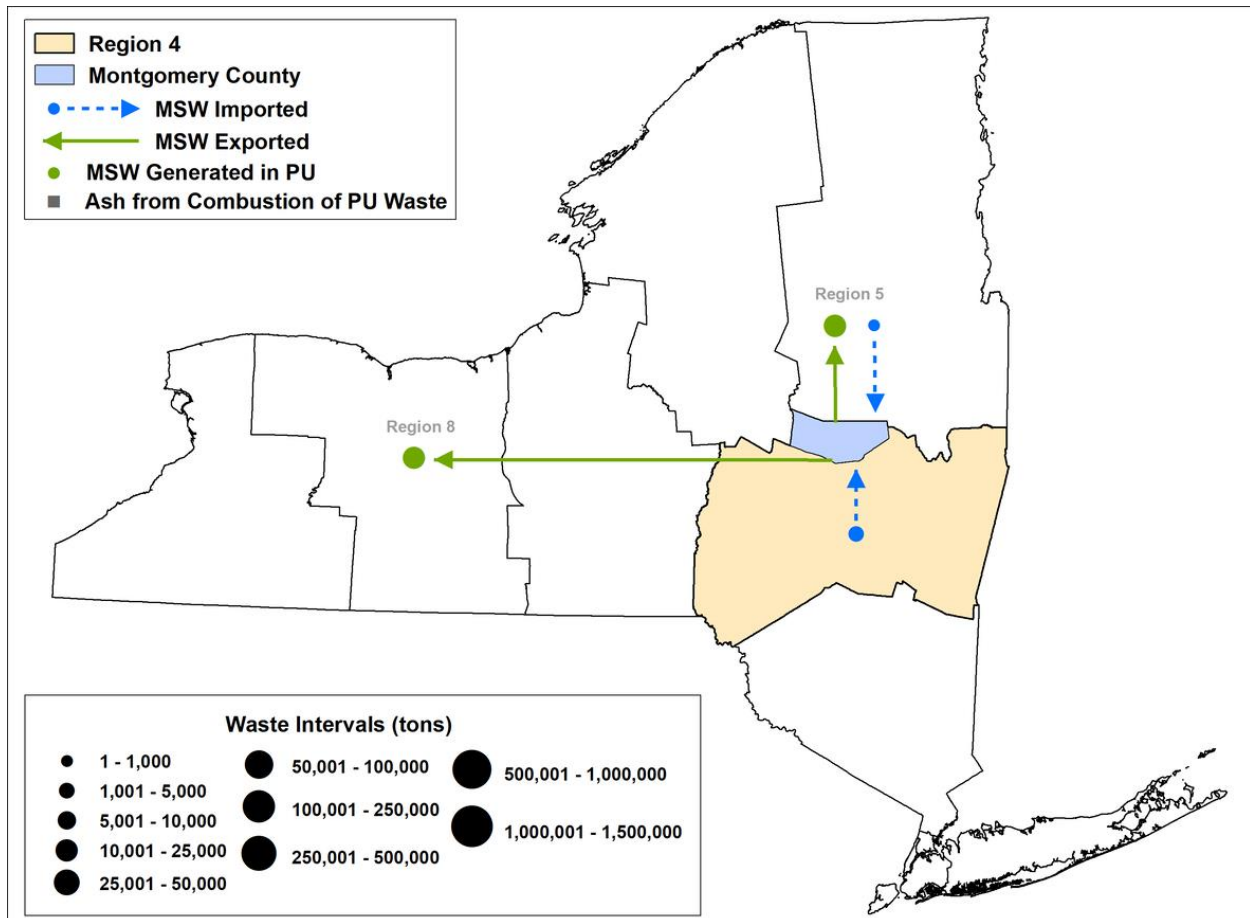 Region 4
Montgomery County
MSW Imported
MSW Exported
MSW Generated in PU
Ash from Combustion of PU Waste
Region 5
Region 8
Waste Intervals (tons)
1 - 1,000
1,001 - 5,000
5,001 - 10,000
10,001 - 25,000
25,001 - 50,000
50,001 - 100,000
100,001 - 250,000
250,001 - 500,000
500,001 - 1,000,000
1,000,001 - 1,500,000